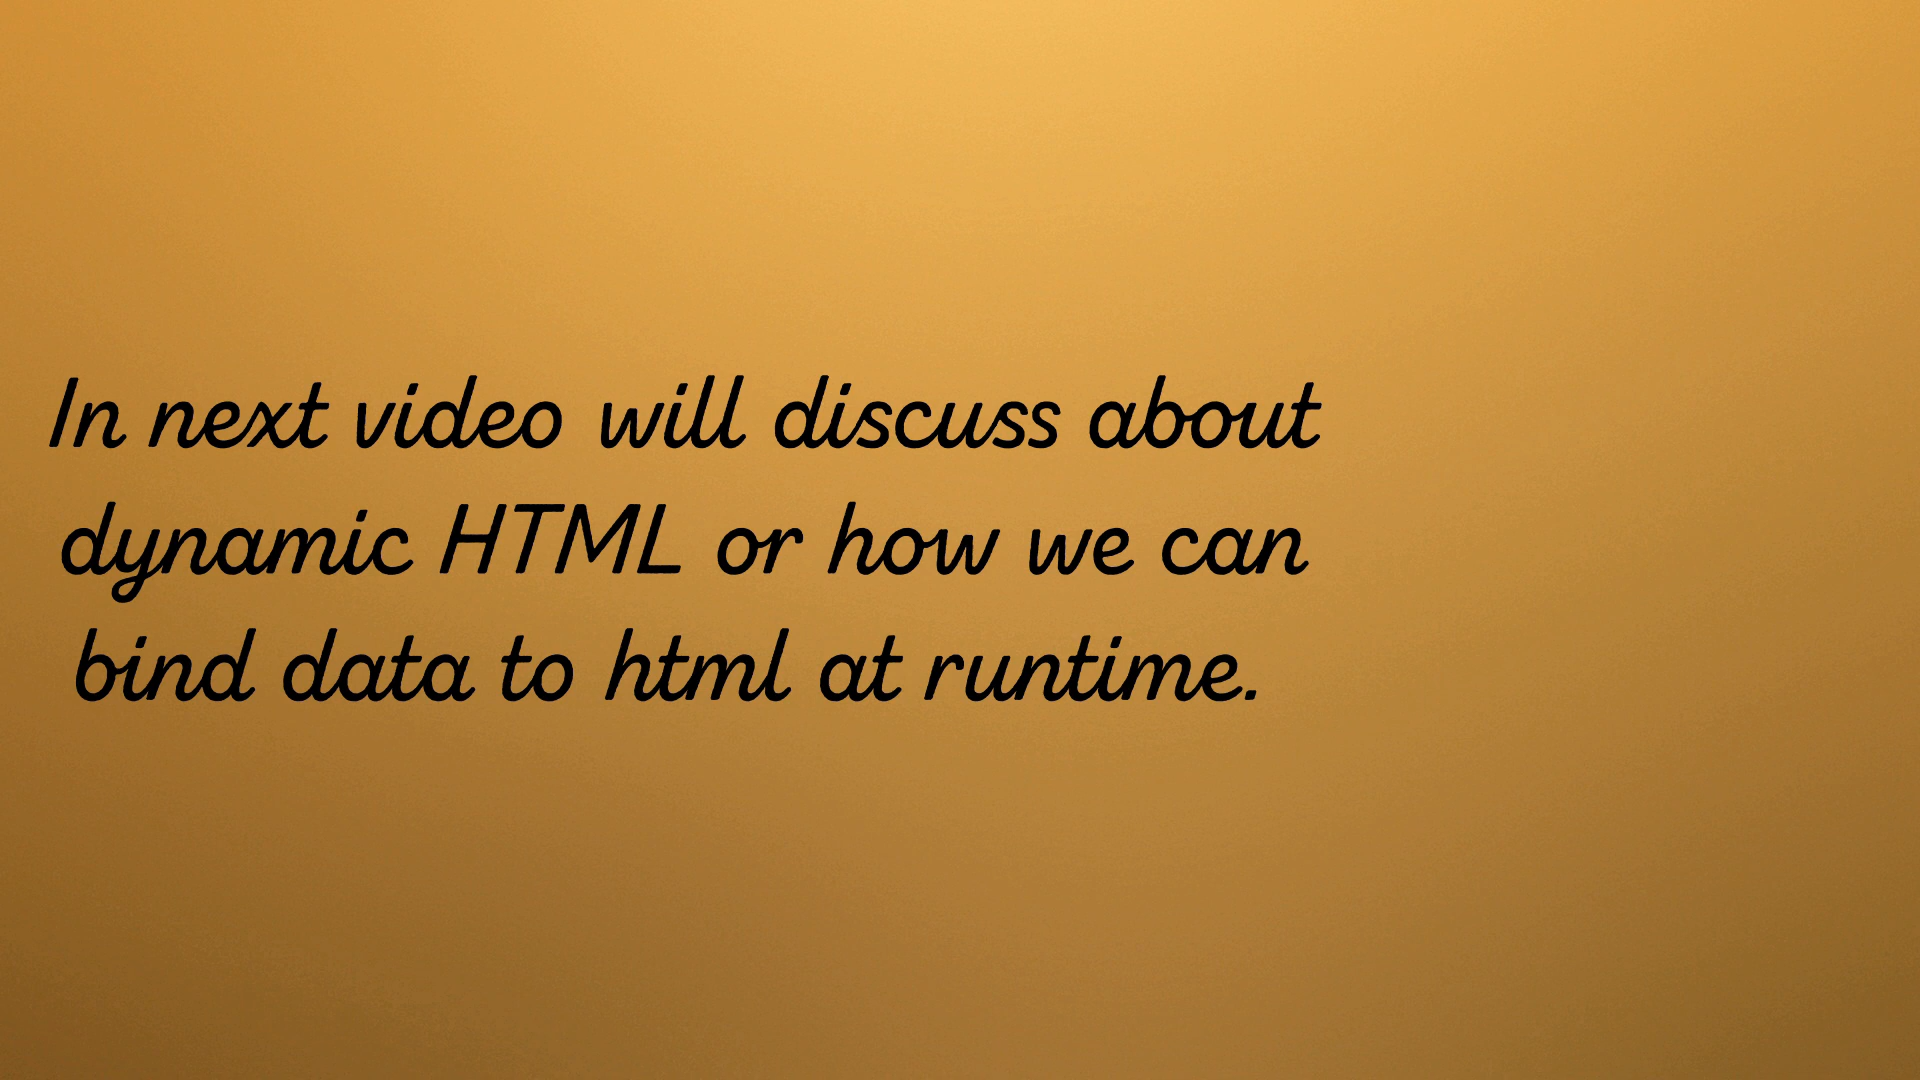 In next video will discuss about
dynamic HTML or how we can
bind data to html at runtime.